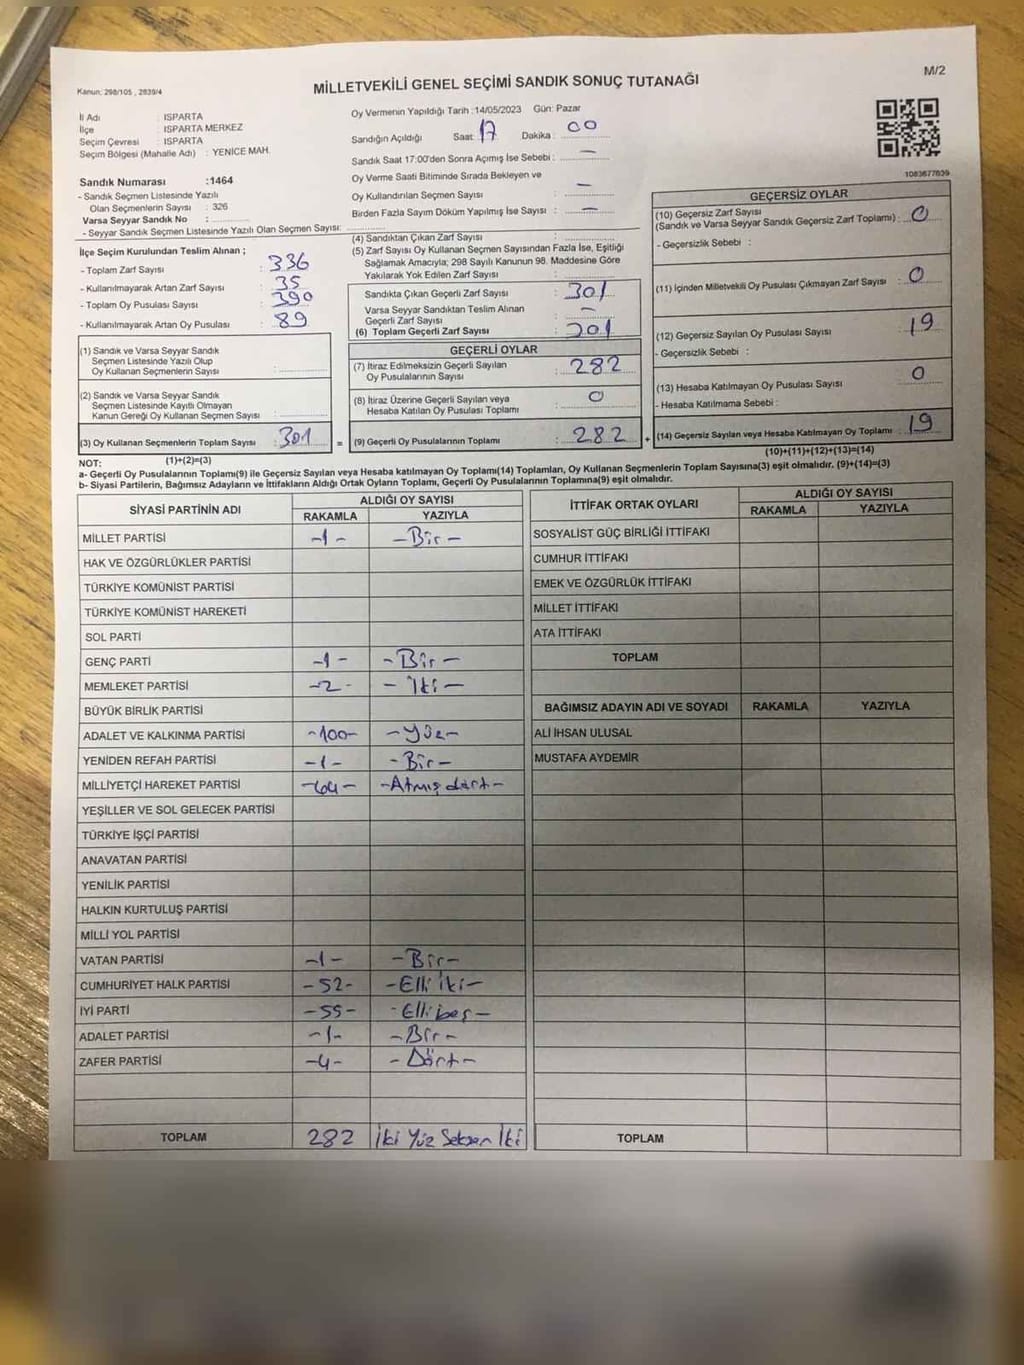 M/2
Kanun: 298/105 , 2839/4
MİLLETVEKİLİ GENEL SEÇİMİ SANDIK SONUÇ TUTANAĞI
İl Adı : ISPARTA
İlçe : ISPARTA MERKEZ
Seçim Çevresi : ISPARTA
Seçim Bölgesi (Mahalle Adı) : YENİCE MAH.
Sandık Numarası :1464
- Sandık Seçmen Listesinde Yazılı
Olan Seçmenlerin Sayısı : 326
Varsa Seyyar Sandık No :
- Seyyar Sandık Seçmen Listesinde Yazılı Olan Seçmen Sayısı:
Oy Vermenin Yapıldığı Tarih : 14/05/2023 Gün: Pazar
Sandığın Açıldığı Saat: 17 Dakika : 00
Sandık Saat 17:00'den Sonra Açımış İse Sebebi : —
Oy Verme Saati Bitiminde Sırada Bekleyen ve
Oy Kullandırılan Seçmen Sayısı : —
Birden Fazla Sayım Döküm Yapılmış İse Sayısı : —
1083677639
İlçe Seçim Kurulundan Teslim Alınan ;
- Toplam Zarf Sayısı : 336
- Kullanılmayarak Artan Zarf Sayısı : 35
- Toplam Oy Pusulası Sayısı : 390
- Kullanılmayarak Artan Oy Pusulası : 89
(1) Sandık ve Varsa Seyyar Sandık
Seçmen Listesinde Yazılı Olup
Oy Kullanan Seçmenlerin Sayısı :
(2) Sandık ve Varsa Seyyar Sandık
Seçmen Listesinde Kayıtlı Olmayan
Kanun Gereği Oy Kullanan Seçmen Sayısı :
(3) Oy Kullanan Seçmenlerin Toplam Sayısı : 301 =
(1)+(2)=(3)
(4) Sandıktan Çıkan Zarf Sayısı :
(5) Zarf Sayısı Oy Kullanan Seçmen Sayısından Fazla İse, Eşitliği
Sağlamak Amacıyla; 298 Sayılı Kanunun 98. Maddesine Göre
Yakılarak Yok Edilen Zarf Sayısı :
Sandıkta Çıkan Geçerli Zarf Sayısı : 301
Varsa Seyyar Sandıktan Teslim Alınan
Geçerli Zarf Sayısı : —
(6) Toplam Geçerli Zarf Sayısı : 301
GEÇERLİ OYLAR
(7) İtiraz Edilmeksizin Geçerli Sayılan
Oy Pusulalarının Sayısı : 282
(8) İtiraz Üzerine Geçerli Sayılan veya
Hesaba Katılan Oy Pusulası Toplamı : 0
(9) Geçerli Oy Pusulalarının Toplamı : 282 +
GEÇERSİZ OYLAR
(10) Geçersiz Zarf Sayısı
(Sandık ve Varsa Seyyar Sandık Geçersiz Zarf Toplamı) : 0
- Geçersizlik Sebebi :
(11) İçinden Milletvekili Oy Pusulası Çıkmayan Zarf Sayısı : 0
(12) Geçersiz Sayılan Oy Pusulası Sayısı : 19
- Geçersizlik Sebebi :
(13) Hesaba Katılmayan Oy Pusulası Sayısı : 0
- Hesaba Katılmama Sebebi :
(14) Geçersiz Sayılan veya Hesaba Katılmayan Oy Toplamı : 19
(10)+(11)+(12)+(13)=(14)
NOT:
a- Geçerli Oy Pusulalarının Toplamı(9) ile Geçersiz Sayılan veya Hesaba katılmayan Oy Toplamı(14) Toplamları, Oy Kullanan Seçmenlerin Toplam Sayısına(3) eşit olmalıdır. (9)+(14)=(3)
b- Siyasi Partilerin, Bağımsız Adayların ve İttifakların Aldığı Ortak Oyların Toplamı, Geçerli Oy Pusulalarının Toplamına(9) eşit olmalıdır.
SİYASİ PARTİNİN ADI ALDIĞI OY SAYISI
RAKAMLA YAZIYLA
MİLLET PARTİSİ -1- -Bir-
HAK VE ÖZGÜRLÜKLER PARTİSİ
TÜRKİYE KOMÜNİST PARTİSİ
TÜRKİYE KOMÜNİST HAREKETİ
SOL PARTİ
GENÇ PARTİ -1- -Bir-
MEMLEKET PARTİSİ -2- -İki-
BÜYÜK BİRLİK PARTİSİ
ADALET VE KALKINMA PARTİSİ -100- -Yüz-
YENİDEN REFAH PARTİSİ -1- -Bir-
MİLLİYETÇİ HAREKET PARTİSİ -64- -Atmış dört-
YEŞİLLER VE SOL GELECEK PARTİSİ
TÜRKİYE İŞÇİ PARTİSİ
ANAVATAN PARTİSİ
YENİLİK PARTİSİ
HALKIN KURTULUŞ PARTİSİ
MİLLİ YOL PARTİSİ
VATAN PARTİSİ -1- -Bir-
CUMHURİYET HALK PARTİSİ -52- -Elli iki-
İYİ PARTİ -55- -Elli beş-
ADALET PARTİSİ -1- -Bir-
ZAFER PARTİSİ -4- -Dört-
TOPLAM 282 İki Yüz Seksen İki
İTTİFAK ORTAK OYLARI ALDIĞI OY SAYISI
RAKAMLA YAZIYLA
SOSYALİST GÜÇ BİRLİĞİ İTTİFAKI
CUMHUR İTTİFAKI
EMEK VE ÖZGÜRLÜK İTTİFAKI
MİLLET İTTİFAKI
ATA İTTİFAKI
TOPLAM
BAĞIMSIZ ADAYIN ADI VE SOYADI RAKAMLA YAZIYLA
ALİ İHSAN ULUSAL
MUSTAFA AYDEMİR
TOPLAM